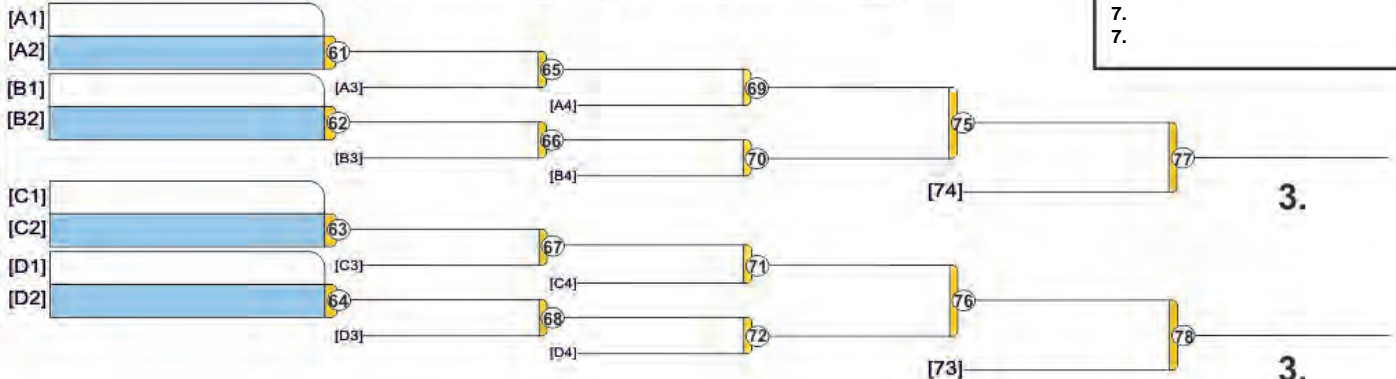 7.
7.
[A1]
[A2]
61
65
[A3]
69
[B1]
[A4]
[B2]
62
75
66
[B3]
70
77
[B4]
[C1]
[74]
3.
[C2]
63
67
[D1]
[C3]
71
[C4]
[D2]
64
76
68
[D3]
72
78
[D4]
[73]
3.